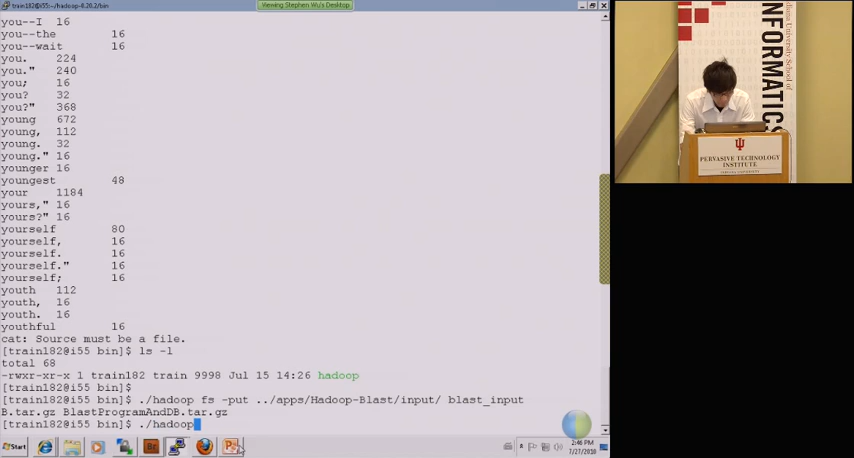 train182@i55:~/hadoop-0.20.2/bin
Viewing Stephen Wu's Desktop
you--I 16
you--the 16
you--wait 16
you. 224
you." 240
you; 16
you? 32
you?" 368
young 672
young, 112
young. 32
young." 16
younger 16
youngest 48
your 1184
yours," 16
yours?" 16
yourself 80
yourself, 16
yourself. 16
yourself." 16
yourself; 16
youth 112
youth, 16
youth. 16
youthful 16
cat: Source must be a file.
[train182@i55 bin]$ ls -l
total 68
-rwxr-xr-x 1 train182 train 9998 Jul 15 14:26 hadoop
[train182@i55 bin]$
[train182@i55 bin]$ ./hadoop fs -put ../apps/Hadoop-Blast/input/ blast_input
B.tar.gz BlastProgramAndDB.tar.gz
[train182@i55 bin]$ ./hadoop
Start
Br
2:46 PM
7/27/2010
diana University School of
NFORMATICS
PERVASIVE TECHNOLOGY
INSTITUTE